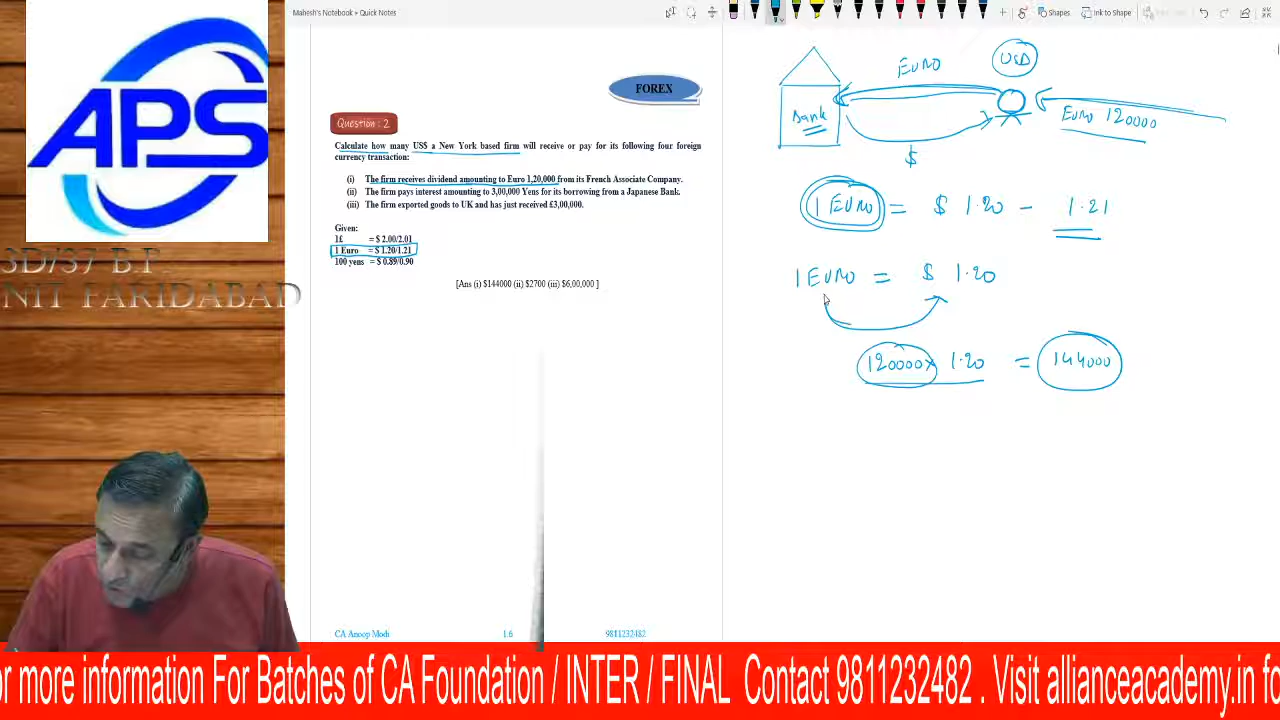 APS
3D/37 B.P.
NIT FARIDABAD
Mahesh's Notebook » Quick Notes
Shapes
Ink to Shape
FOREX
Question : 2
Calculate how many US$ a New York based firm will receive or pay for its following four foreign
currency transaction:
(i) The firm receives dividend amounting to Euro 1,20,000 from its French Associate Company.
(ii) The firm pays interest amounting to 3,00,000 Yens for its borrowing from a Japanese Bank.
(iii) The firm exported goods to UK and has just received £3,00,000.
Given:
1£ = $ 2.00/2.01
1 Euro = $ 1.20/1.21
100 yens = $ 0.89/0.90
[Ans (i) $144000 (ii) $2700 (iii) $6,00,000 ]
CA Anoop Modi 1.6 9811232482
EURO
USD
Bank
EURO 120000
$
1 EURO = $ 1.20 - 1.21
1 EURO = $ 1.20
120000 x 1.20 = 144000
or more information For Batches of CA Foundation / INTER / FINAL Contact 9811232482 . Visit allianceacademy.in fo